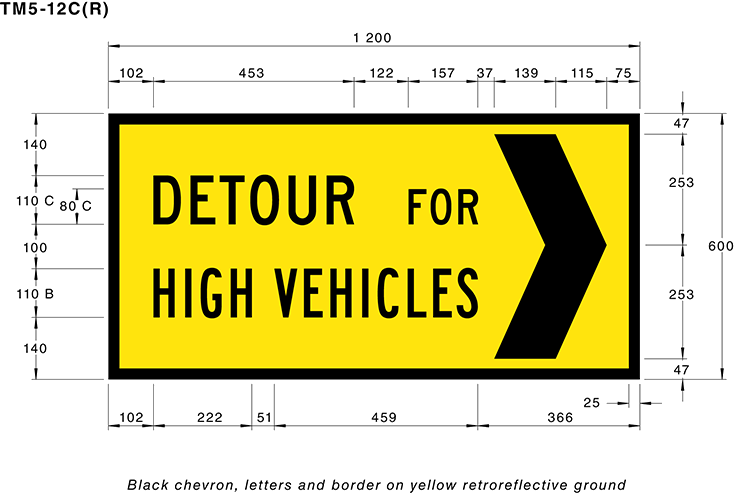 TM5-12C(R)
1 200
102 453 122 157 37 139 115 75
47
140
253
110 C 80 C
DETOUR FOR
100
600
HIGH VEHICLES
110 B
253
140
47
25
102 222 51 459 366
Black chevron, letters and border on yellow retroreflective ground